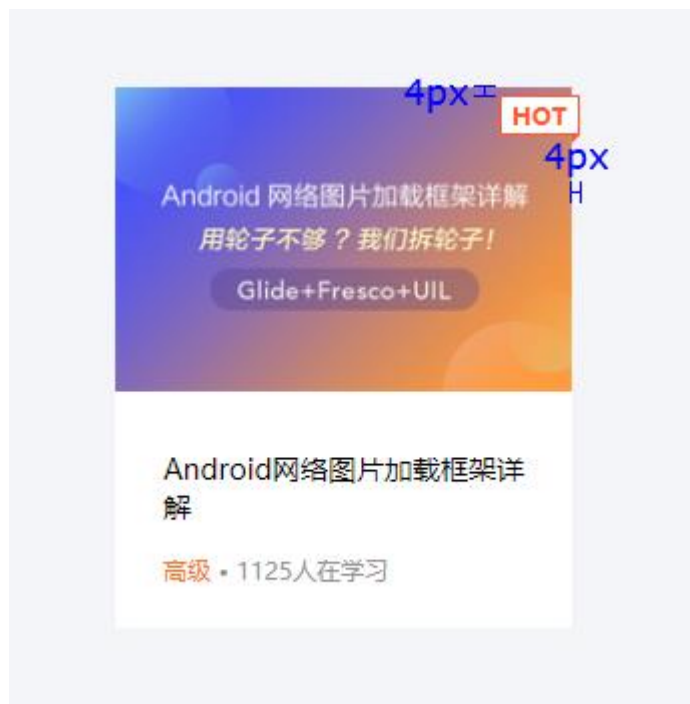 4px
HOT
4px
Android 网络图片加载框架详解
用轮子不够？我们拆轮子！
Glide+Fresco+UIL
Android网络图片加载框架详
解
高级 • 1125人在学习